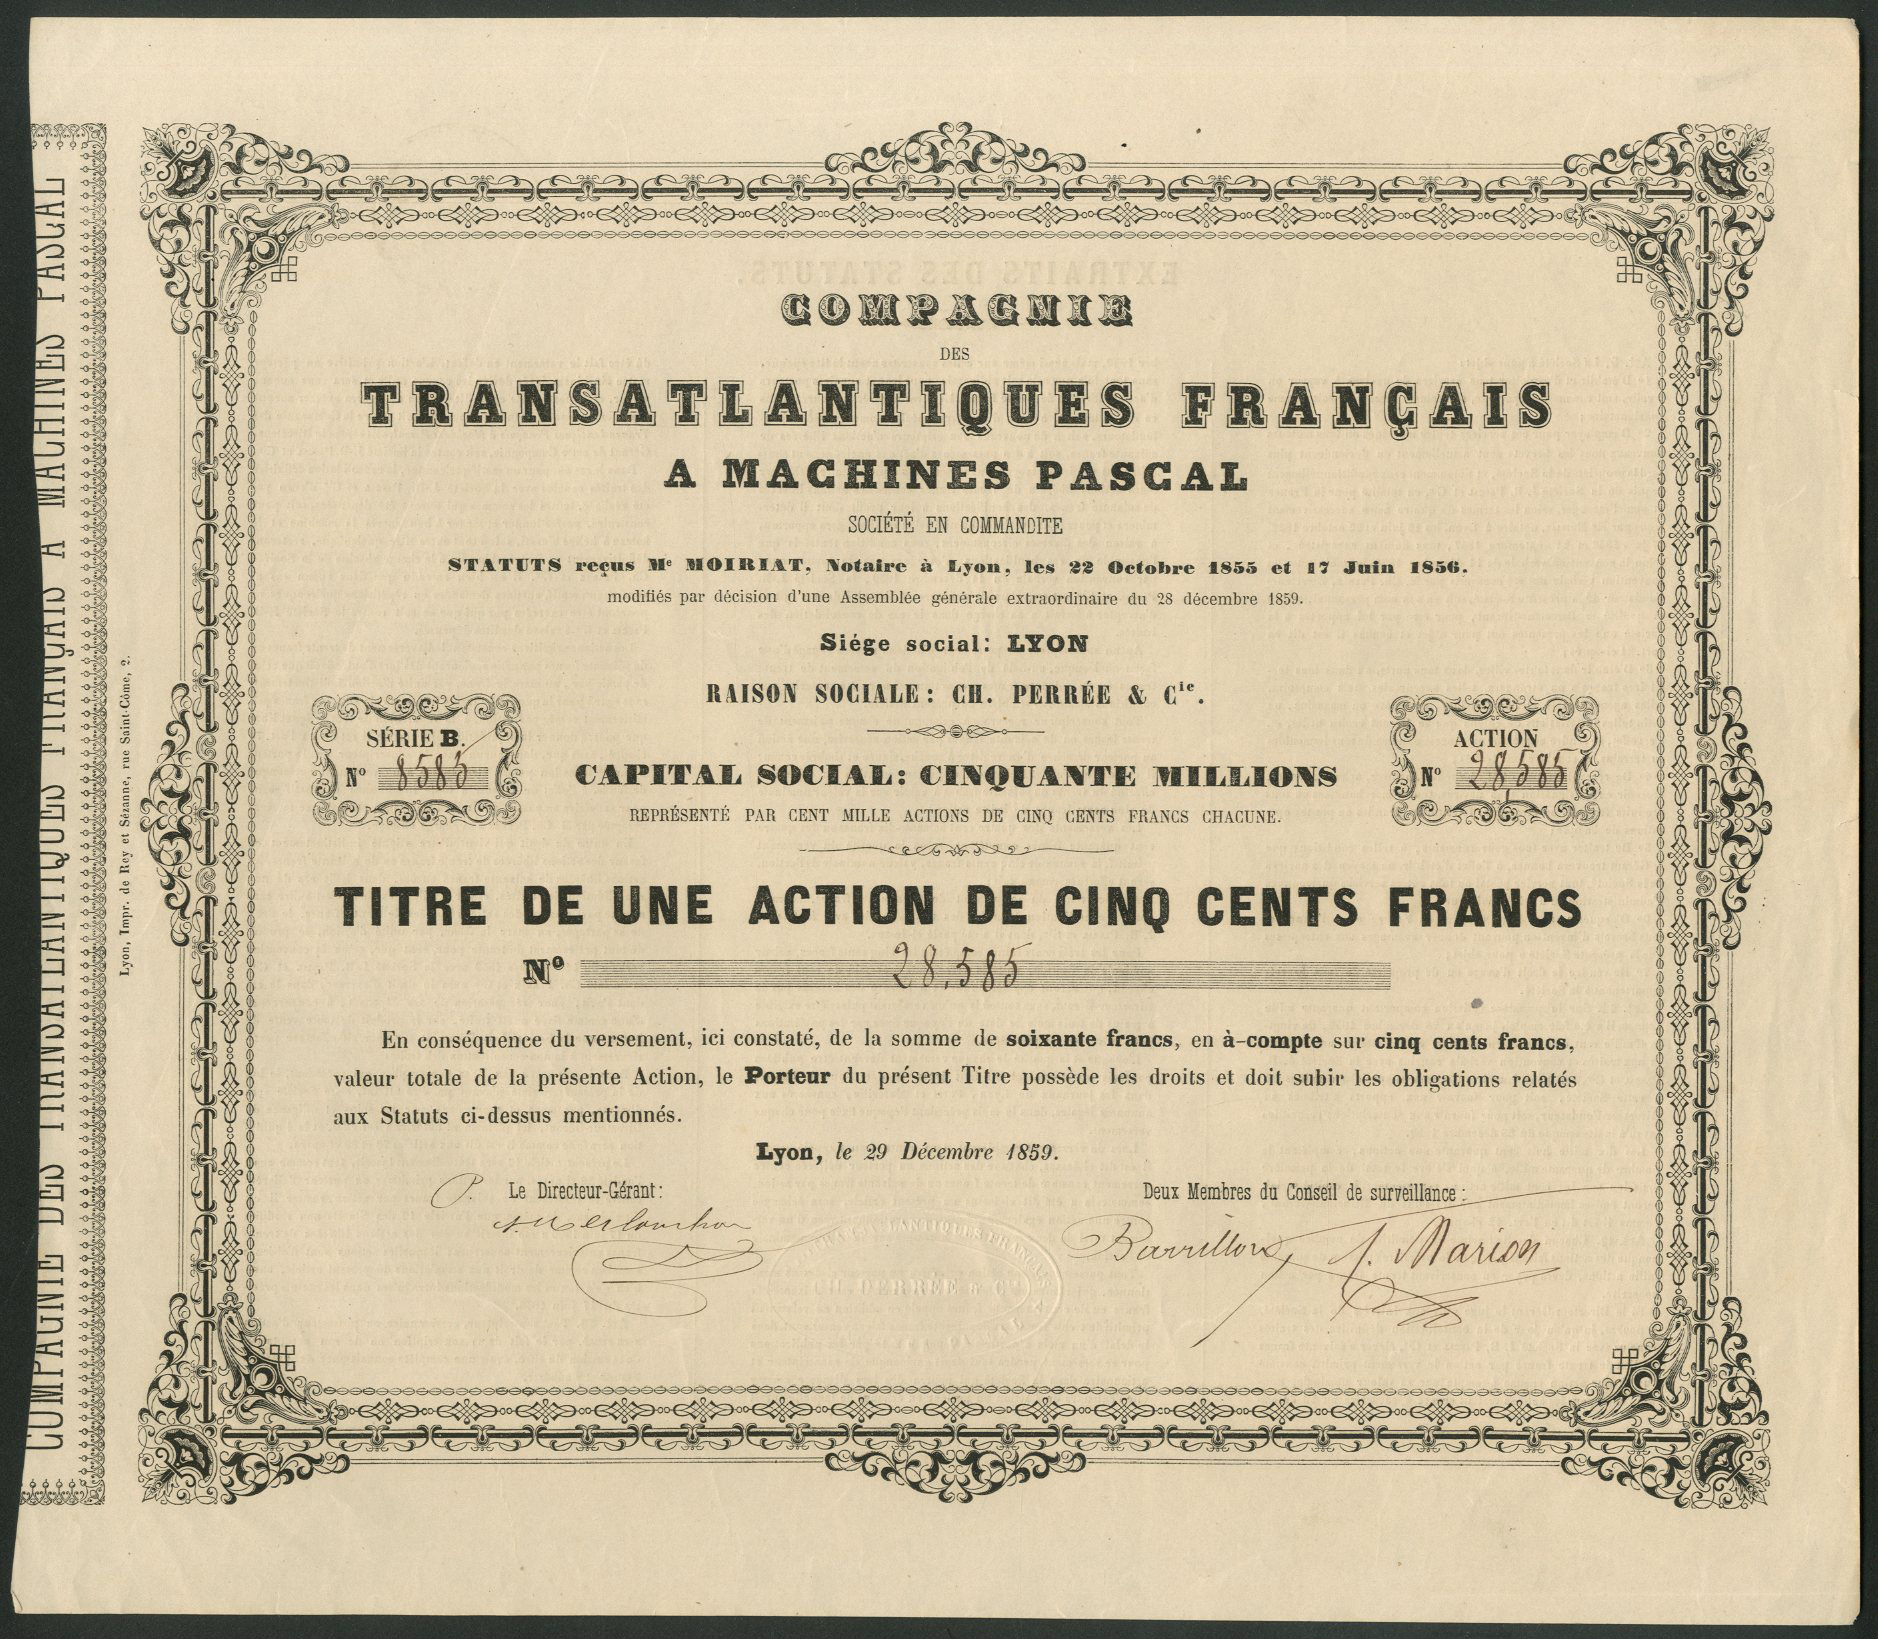 COMPAGNIE DES TRANSATLANTIQUES FRANÇAIS A MACHINES PASCAL
Lyon, Impr. de Rey et Sézanne, rue Saint-Côme, 2.
COMPAGNIE
DES
TRANSATLANTIQUES FRANÇAIS
A MACHINES PASCAL
SOCIÉTÉ EN COMMANDITE
STATUTS reçus Me MOIRIAT, Notaire à Lyon, les 22 Octobre 1855 et 17 Juin 1856.
modifiés par décision d'une Assemblée générale extraordinaire du 28 décembre 1859.
Siége social: LYON
RAISON SOCIALE: CH. PERRÉE & Cie.
SÉRIE B.
No 8585
ACTION
No 28,585
CAPITAL SOCIAL: CINQUANTE MILLIONS
REPRÉSENTÉ PAR CENT MILLE ACTIONS DE CINQ CENTS FRANCS CHACUNE.
TITRE DE UNE ACTION DE CINQ CENTS FRANCS
No 28.585
En conséquence du versement, ici constaté, de la somme de soixante francs, en à-compte sur cinq cents francs,
valeur totale de la présente Action, le Porteur du présent Titre possède les droits et doit subir les obligations relatés
aux Statuts ci-dessus mentionnés.
Lyon, le 29 Décembre 1859.
P. Le Directeur-Gérant:
Deux Membres du Conseil de surveillance:
Barrillon
A. Marion
CH. PERRÉE & Cie